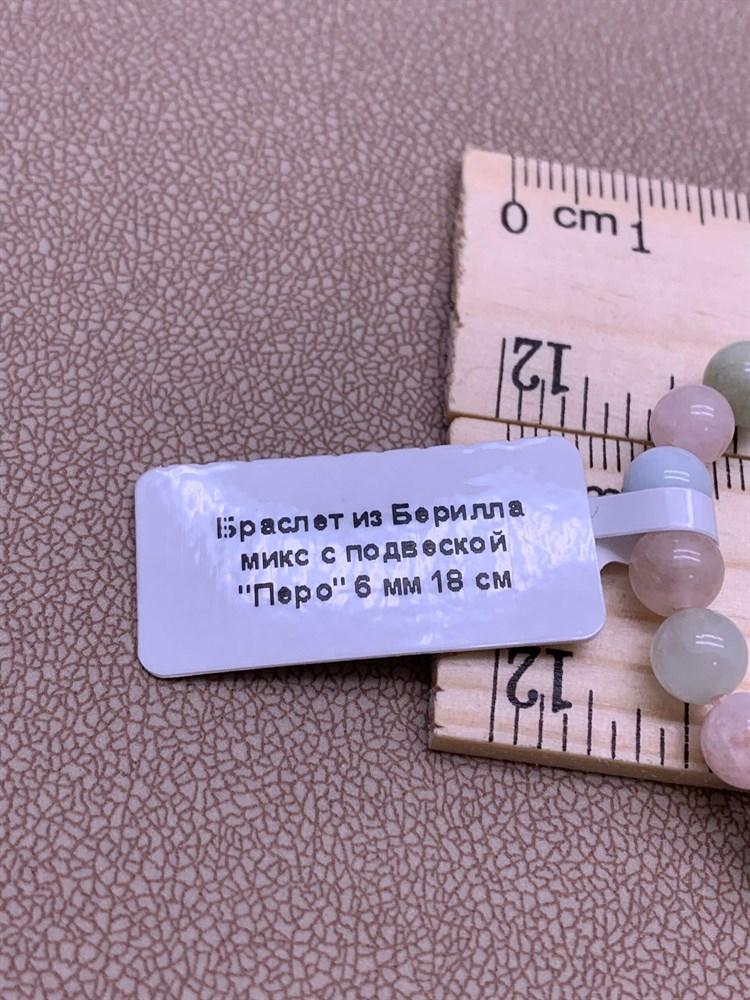 0 cm 1
12
Браслет из Берилла
микс с подвеской
"Перо" 6 мм 18 см
12